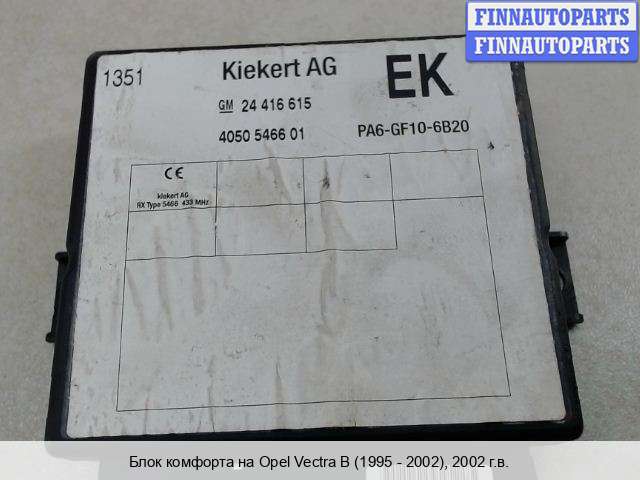 FINNAUTOPARTS
FINNAUTOPARTS
1351
Kiekert AG
EK
GM 24 416 615
4050 5466 01
PA6-GF10-6B20
CE
kiekert AG
RX Type 5466 433 MHz
Блок комфорта на Opel Vectra B (1995 - 2002), 2002 г.в.